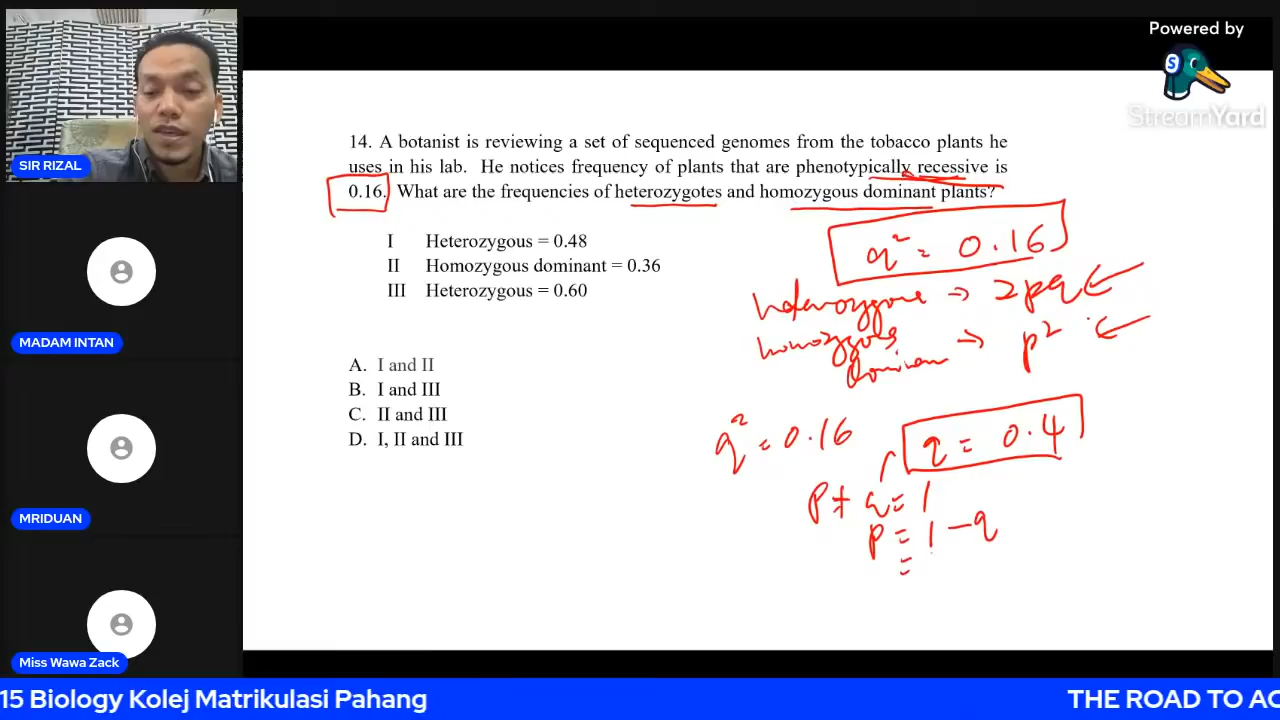 Powered by
S
StreamYard
SIR RIZAL
14. A botanist is reviewing a set of sequenced genomes from the tobacco plants he
uses in his lab. He notices frequency of plants that are phenotypically recessive is
0.16. What are the frequencies of heterozygotes and homozygous dominant plants?
I Heterozygous = 0.48
II Homozygous dominant = 0.36
III Heterozygous = 0.60
q² = 0.16
heterozygous → 2pq
homozygous → p²
dominant
A. I and II
B. I and III
C. II and III
D. I, II and III
q² = 0.16
q = 0.4
p + q = 1
p = 1 - q
=
MADAM INTAN
MRIDUAN
Miss Wawa Zack
15 Biology Kolej Matrikulasi Pahang
THE ROAD TO AC